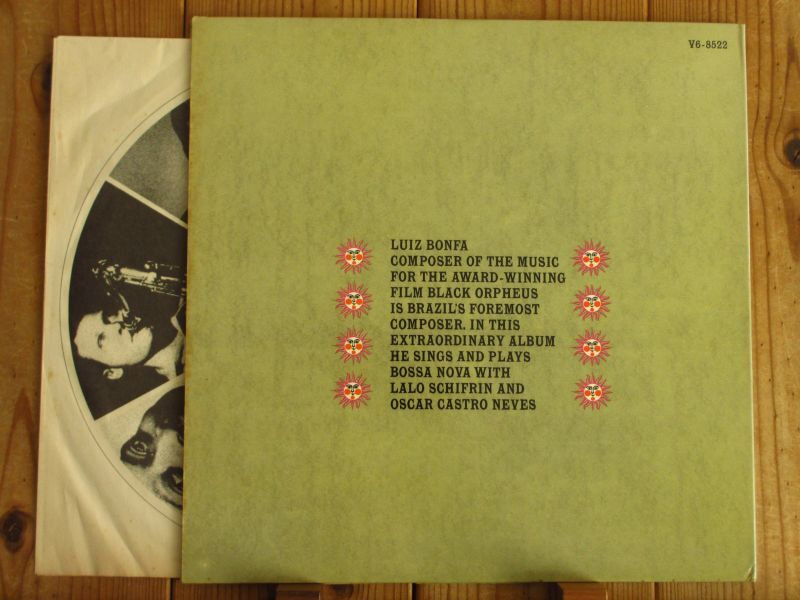 V6-8522
LUIZ BONFA
COMPOSER OF THE MUSIC
FOR THE AWARD-WINNING
FILM BLACK ORPHEUS
IS BRAZIL'S FOREMOST
COMPOSER. IN THIS
EXTRAORDINARY ALBUM
HE SINGS AND PLAYS
BOSSA NOVA WITH
LALO SCHIFRIN AND
OSCAR CASTRO NEVES